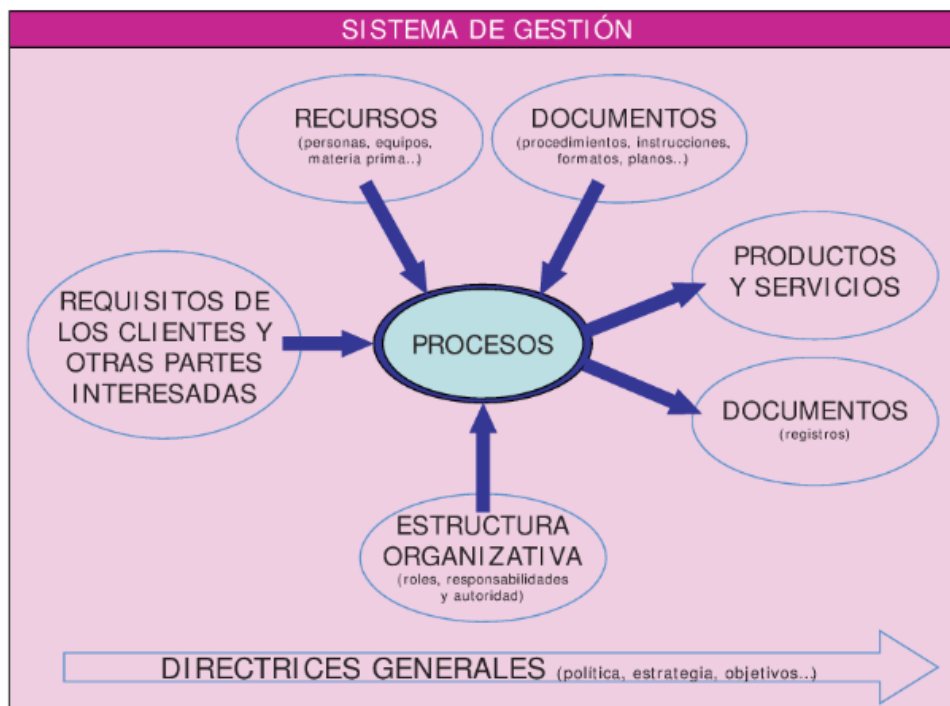 SISTEMA DE GESTIÓN
RECURSOS
(personas, equipos,
materia prima...)
DOCUMENTOS
(procedimientos, instrucciones,
formatos, planos...)
REQUISITOS DE
LOS CLIENTES Y
OTRAS PARTES
INTERESADAS
PROCESOS
PRODUCTOS
Y SERVICIOS
DOCUMENTOS
(registros)
ESTRUCTURA
ORGANIZATIVA
(roles, responsabilidades
y autoridad)
DIRECTRICES GENERALES (política, estrategia, objetivos...)